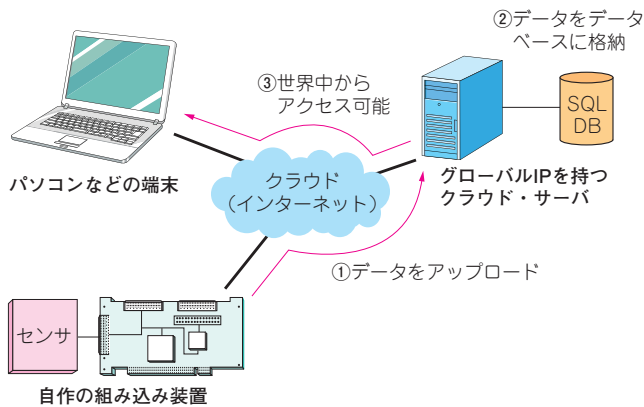 ②データをデータ
ベースに格納
③世界中から
アクセス可能
SQL
DB
パソコンなどの端末
クラウド
（インターネット）
グローバルIPを持つ
クラウド・サーバ
①データをアップロード
センサ
自作の組み込み装置